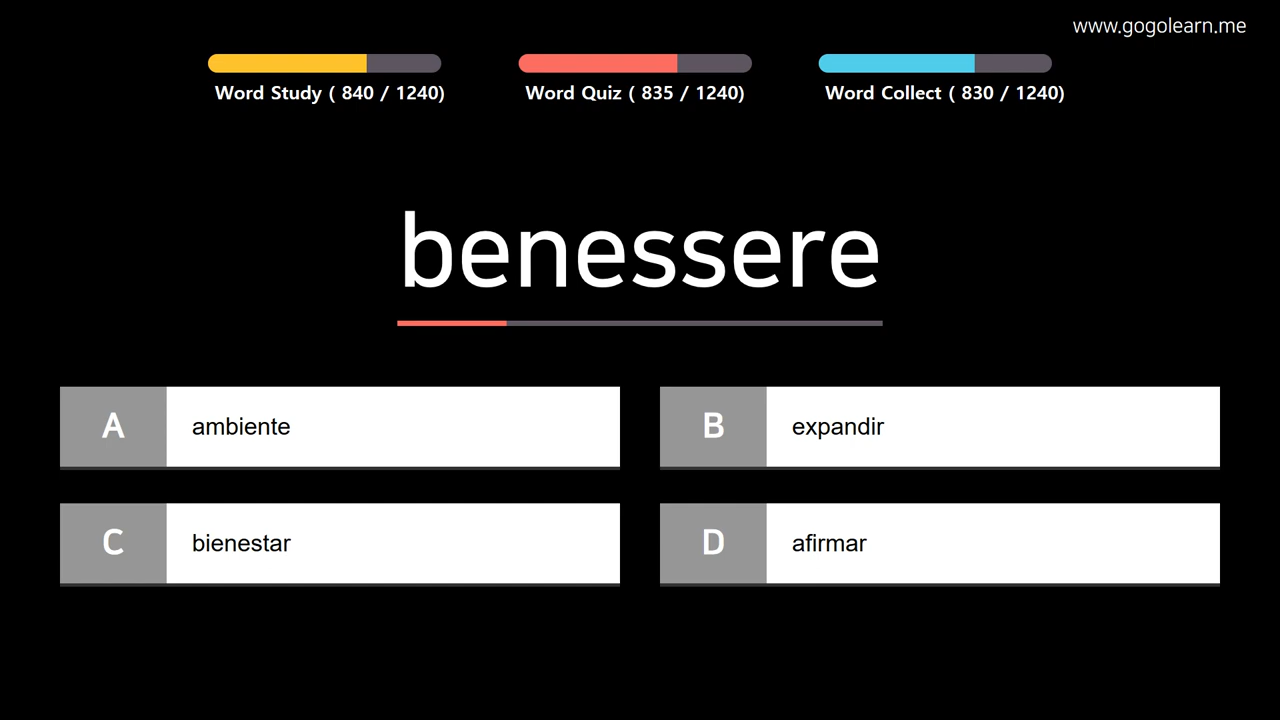 www.gogolearn.me
Word Study ( 840 / 1240)
Word Quiz ( 835 / 1240)
Word Collect ( 830 / 1240)
benessere
A ambiente
B expandir
C bienestar
D afirmar